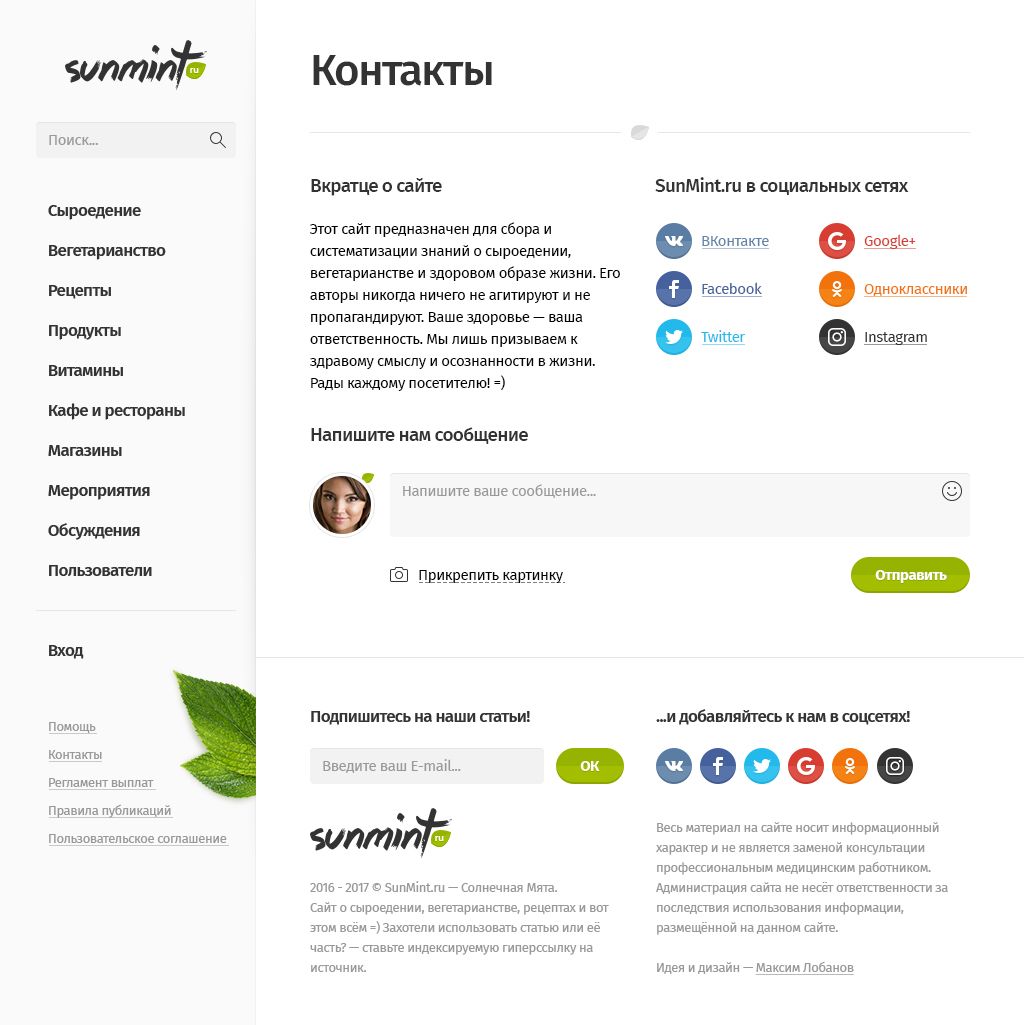 sunmint ru
Поиск...
Сыроедение
Вегетарианство
Рецепты
Продукты
Витамины
Кафе и рестораны
Магазины
Мероприятия
Обсуждения
Пользователи
Вход
Помощь
Контакты
Регламент выплат
Правила публикаций
Пользовательское соглашение
Контакты
Вкратце о сайте
Этот сайт предназначен для сбора и
систематизации знаний о сыроедении,
вегетарианстве и здоровом образе жизни. Его
авторы никогда ничего не агитируют и не
пропагандируют. Ваше здоровье — ваша
ответственность. Мы лишь призываем к
здравому смыслу и осознанности в жизни.
Рады каждому посетителю! =)
SunMint.ru в социальных сетях
ВКонтакте
Google+
Facebook
Одноклассники
Twitter
Instagram
Напишите нам сообщение
Напишите ваше сообщение...
Прикрепить картинку
Отправить
Подпишитесь на наши статьи!
Введите ваш E-mail...
ОК
sunmint ru
2016 - 2017 © SunMint.ru — Солнечная Мята.
Сайт о сыроедении, вегетарианстве, рецептах и вот
этом всём =) Захотели использовать статью или её
часть? — ставьте индексируемую гиперссылку на
источник.
...и добавляйтесь к нам в соцсетях!
Весь материал на сайте носит информационный
характер и не является заменой консультации
профессиональным медицинским работником.
Администрация сайта не несёт ответственности за
последствия использования информации,
размещённой на данном сайте.
Идея и дизайн — Максим Лобанов